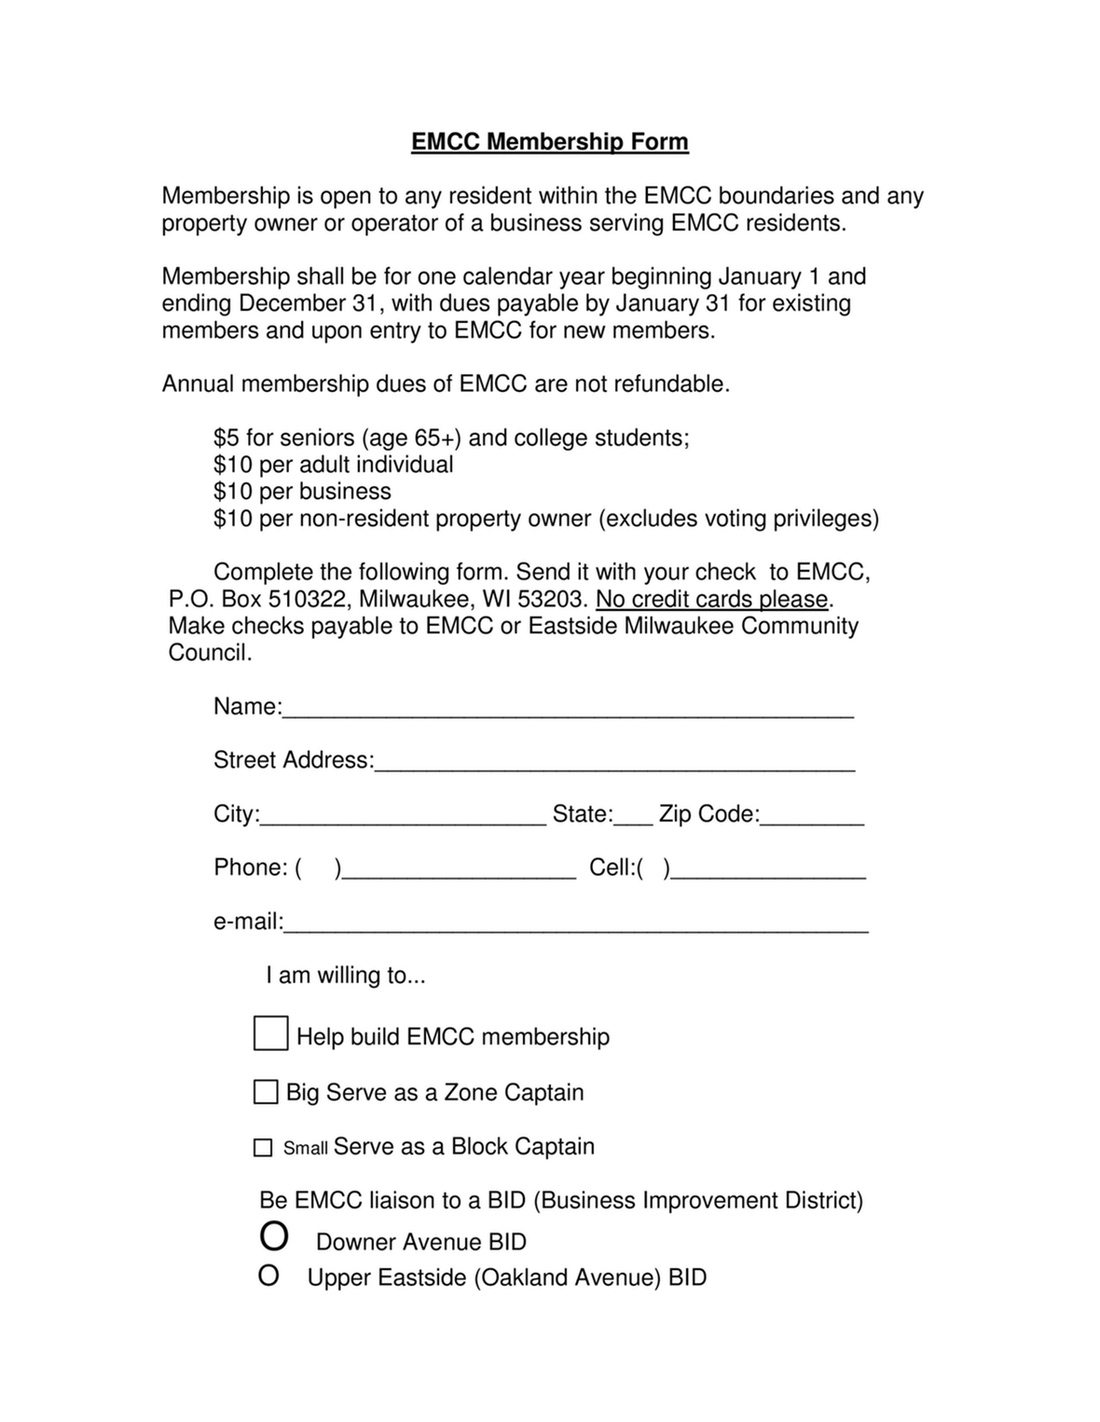 EMCC Membership Form
Membership is open to any resident within the EMCC boundaries and any
property owner or operator of a business serving EMCC residents.
Membership shall be for one calendar year beginning January 1 and
ending December 31, with dues payable by January 31 for existing
members and upon entry to EMCC for new members.
Annual membership dues of EMCC are not refundable.
$5 for seniors (age 65+) and college students;
$10 per adult individual
$10 per business
$10 per non-resident property owner (excludes voting privileges)
Complete the following form. Send it with your check  to EMCC,
P.O. Box 510322, Milwaukee, WI 53203. No credit cards please.
Make checks payable to EMCC or Eastside Milwaukee Community
Council.
Name:____________________________________________
Street Address:_____________________________________
City:______________________ State:___ Zip Code:________
Phone: (     )__________________  Cell:(   )_______________
e-mail:_____________________________________________
I am willing to...
Help build EMCC membership
Big Serve as a Zone Captain
Small Serve as a Block Captain
Be EMCC liaison to a BID (Business Improvement District)
O Downer Avenue BID
O Upper Eastside (Oakland Avenue) BID